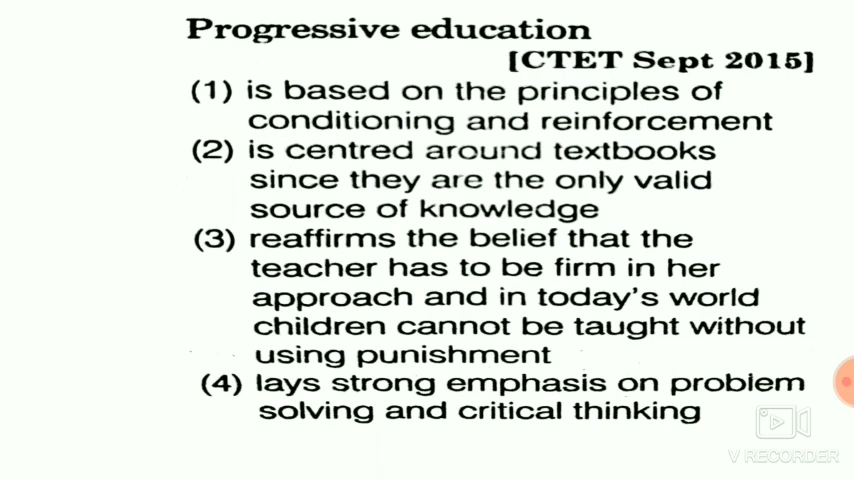 Progressive education
[CTET Sept 2015]
(1) is based on the principles of
conditioning and reinforcement
(2) is centred around textbooks
since they are the only valid
source of knowledge
(3) reaffirms the belief that the
teacher has to be firm in her
approach and in today's world
children cannot be taught without
using punishment
(4) lays strong emphasis on problem
solving and critical thinking
V RECORDER